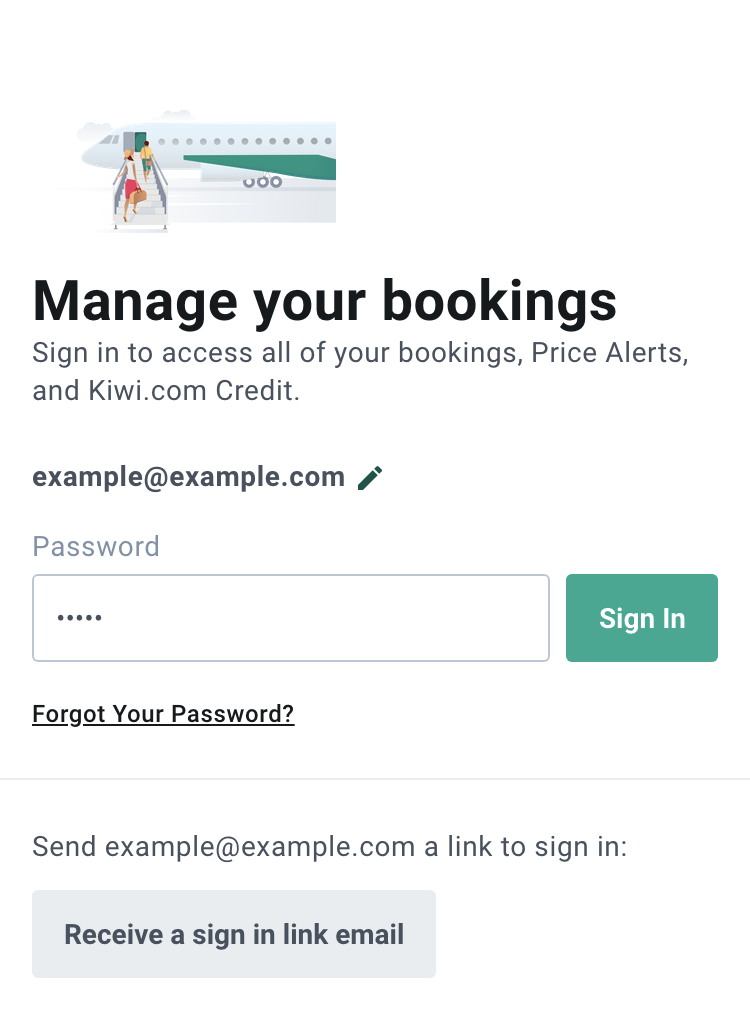 Manage your bookings
Sign in to access all of your bookings, Price Alerts,
and Kiwi.com Credit.
example@example.com
Password
•••••
Sign In
Forgot Your Password?
Send example@example.com a link to sign in:
Receive a sign in link email